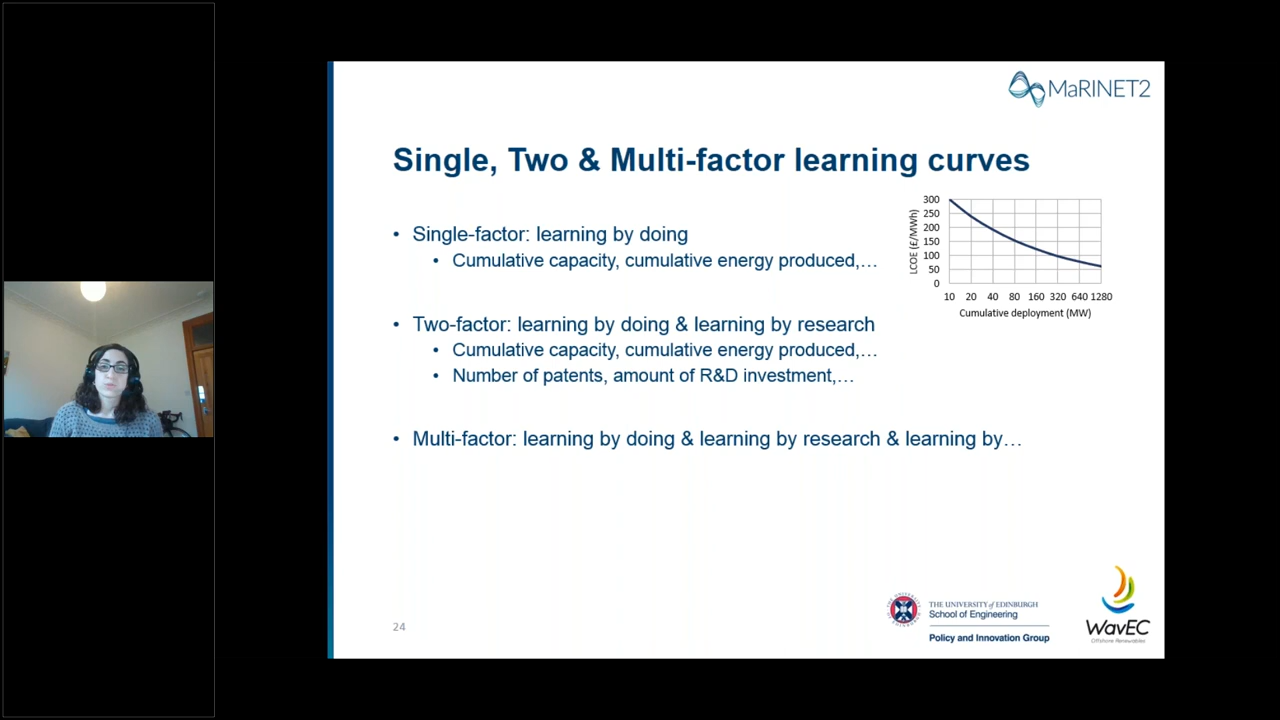 MaRINET2
Single, Two & Multi-factor learning curves
• Single-factor: learning by doing
• Cumulative capacity, cumulative energy produced,…
• Two-factor: learning by doing & learning by research
• Cumulative capacity, cumulative energy produced,…
• Number of patents, amount of R&D investment,…
• Multi-factor: learning by doing & learning by research & learning by…
LCOE (£/MWh)
300
250
200
150
100
50
0
10 20 40 80 160 320 640 1280
Cumulative deployment (MW)
24
THE UNIVERSITY of EDINBURGH
School of Engineering
Policy and Innovation Group
WavEC
Offshore Renewables